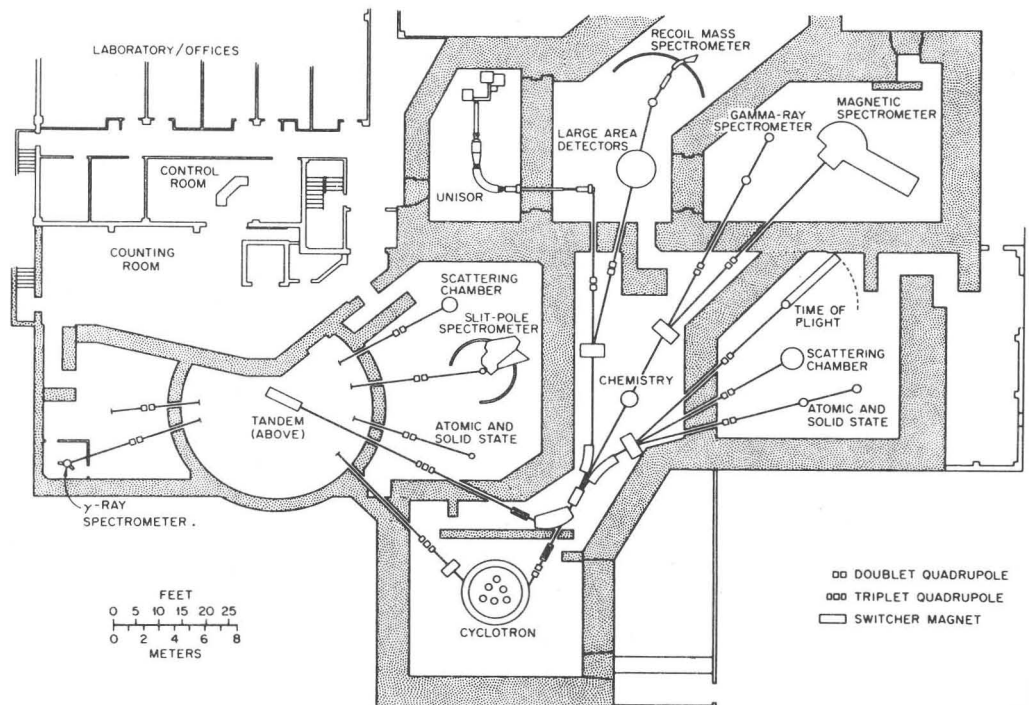 LABORATORY/OFFICES
RECOIL MASS
SPECTROMETER
GAMMA-RAY
SPECTROMETER
MAGNETIC
SPECTROMETER
LARGE AREA
DETECTORS
CONTROL
ROOM
UNISOR
COUNTING
ROOM
SCATTERING
CHAMBER
SLIT-POLE
SPECTROMETER
TIME OF
PLIGHT
SCATTERING
CHAMBER
CHEMISTRY
ATOMIC AND
SOLID STATE
TANDEM
(ABOVE)
ATOMIC AND
SOLID STATE
γ-RAY
SPECTROMETER.
CYCLOTRON
FEET
0 5 10 15 20 25
0 2 4 6 8
METERS
DOUBLET QUADRUPOLE
TRIPLET QUADRUPOLE
SWITCHER MAGNET